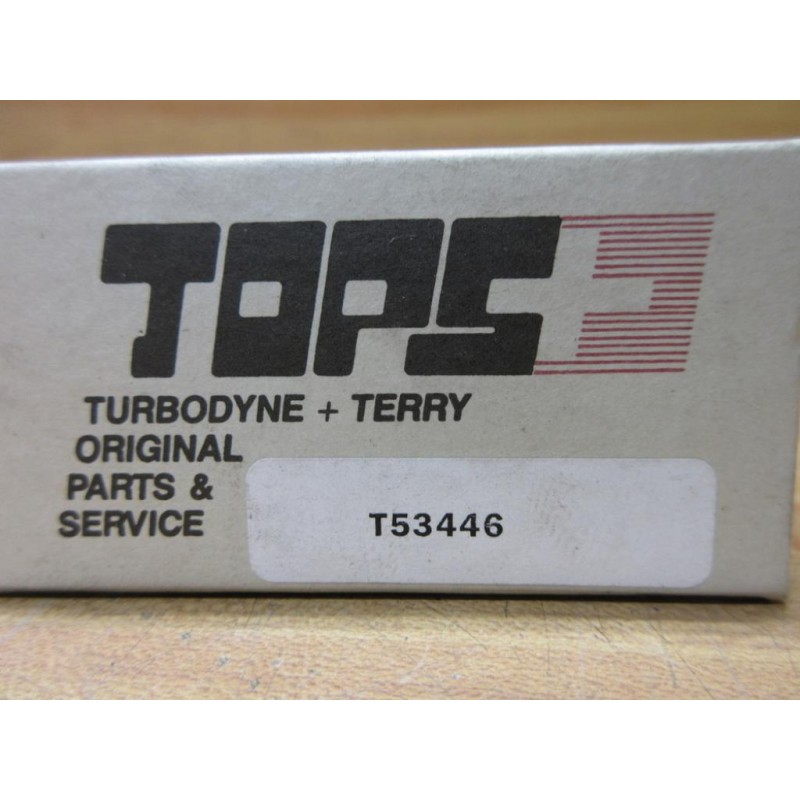 TOPS
TURBODYNE + TERRY
ORIGINAL
PARTS &
SERVICE
T53446